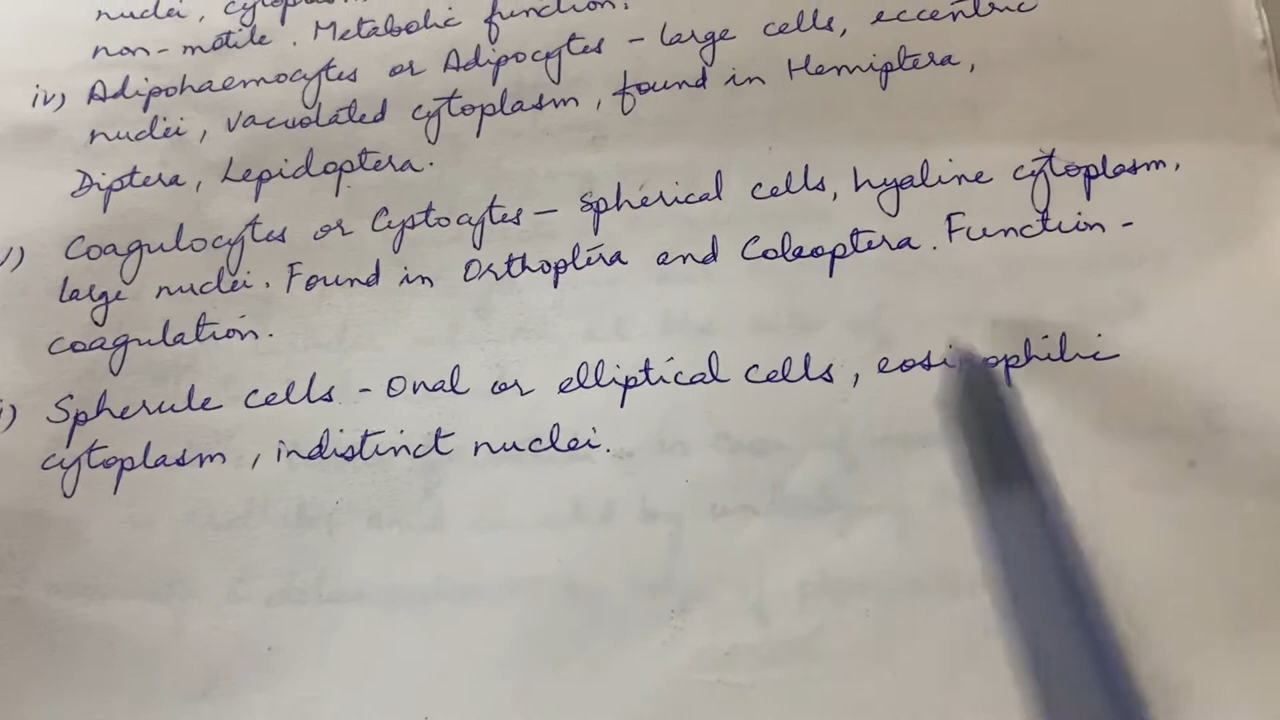 nuclei,
non-motile. Metabolic function.
iv) Adipohaemocytes or Adipocytes - large cells, eccentric
nuclei, vacuolated cytoplasm, found in Hemiptera,
Diptera, Lepidoptera.
Coagulocytes or Cystocytes - Spherical cells, hyaline cytoplasm,
large nuclei. Found in Orthoptera and Coleoptera. Function -
coagulation.
Spherule cells - Oval or elliptical cells, eosinophilic
cytoplasm, indistinct nuclei.